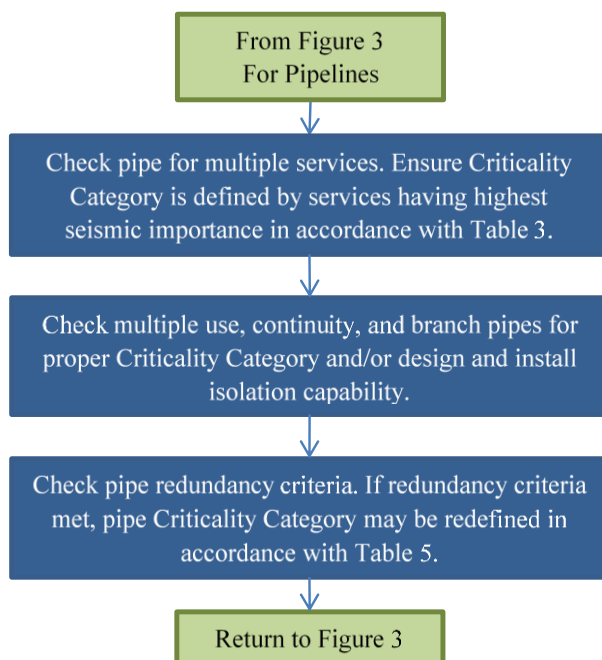 From Figure 3
For Pipelines
Check pipe for multiple services. Ensure Criticality
Category is defined by services having highest
seismic importance in accordance with Table 3.
Check multiple use, continuity, and branch pipes for
proper Criticality Category and/or design and install
isolation capability.
Check pipe redundancy criteria. If redundancy criteria
met, pipe Criticality Category may be redefined in
accordance with Table 5.
Return to Figure 3